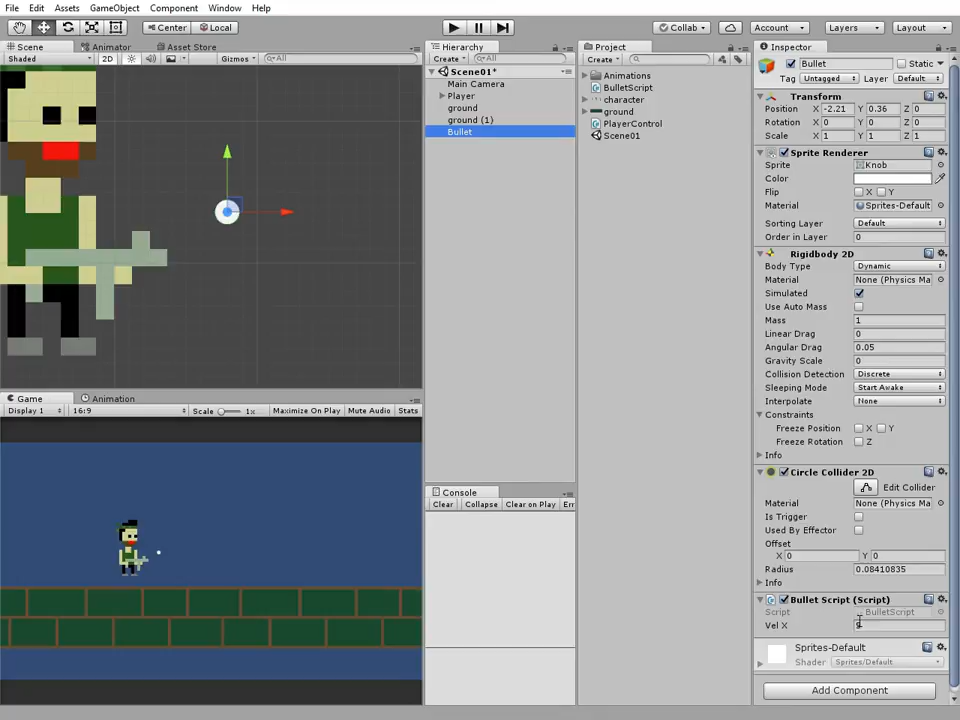 File Edit Assets GameObject Component Window Help
Center Local Collab Account Layers Layout
Scene Animator Asset Store
Shaded 2D Gizmos All
Hierarchy
Create All
Scene01*
Main Camera
Player
ground
ground (1)
Bullet
Project
Create
Animations
BulletScript
character
ground
PlayerControl
Scene01
Inspector
Bullet Static
Tag Untagged Layer Default
Transform
Position X -2.21 Y 0.36 Z 0
Rotation X 0 Y 0 Z 0
Scale X 1 Y 1 Z 1
Sprite Renderer
Sprite Knob
Color
Flip X Y
Material Sprites-Default
Sorting Layer Default
Order in Layer 0
Rigidbody 2D
Body Type Dynamic
Material None (Physics Ma
Simulated
Use Auto Mass
Mass 1
Linear Drag 0
Angular Drag 0.05
Gravity Scale 0
Collision Detection Discrete
Sleeping Mode Start Awake
Interpolate None
Constraints
Freeze Position X Y
Freeze Rotation Z
Info
Circle Collider 2D
Edit Collider
Material None (Physics Ma
Is Trigger
Used By Effector
Offset
X 0 Y 0
Radius 0.08410835
Info
Bullet Script (Script)
Script BulletScript
Vel X
Sprites-Default
Shader Sprites/Default
Add Component
Game Animation
Display 1 16:9 Scale 1x Maximize On Play Mute Audio Stats
Console
Clear Collapse Clear on Play Err